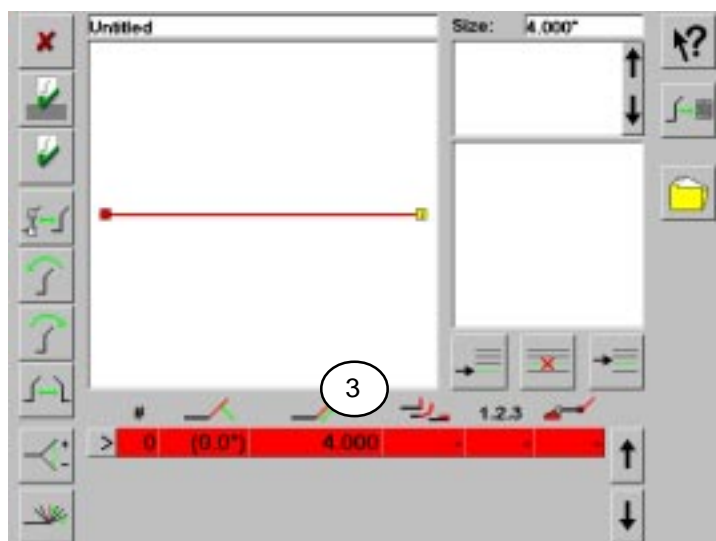 Untitled
Size: 4.000"
?
3
# 1.2.3
> 0 (0.0°) 4.000 - - -